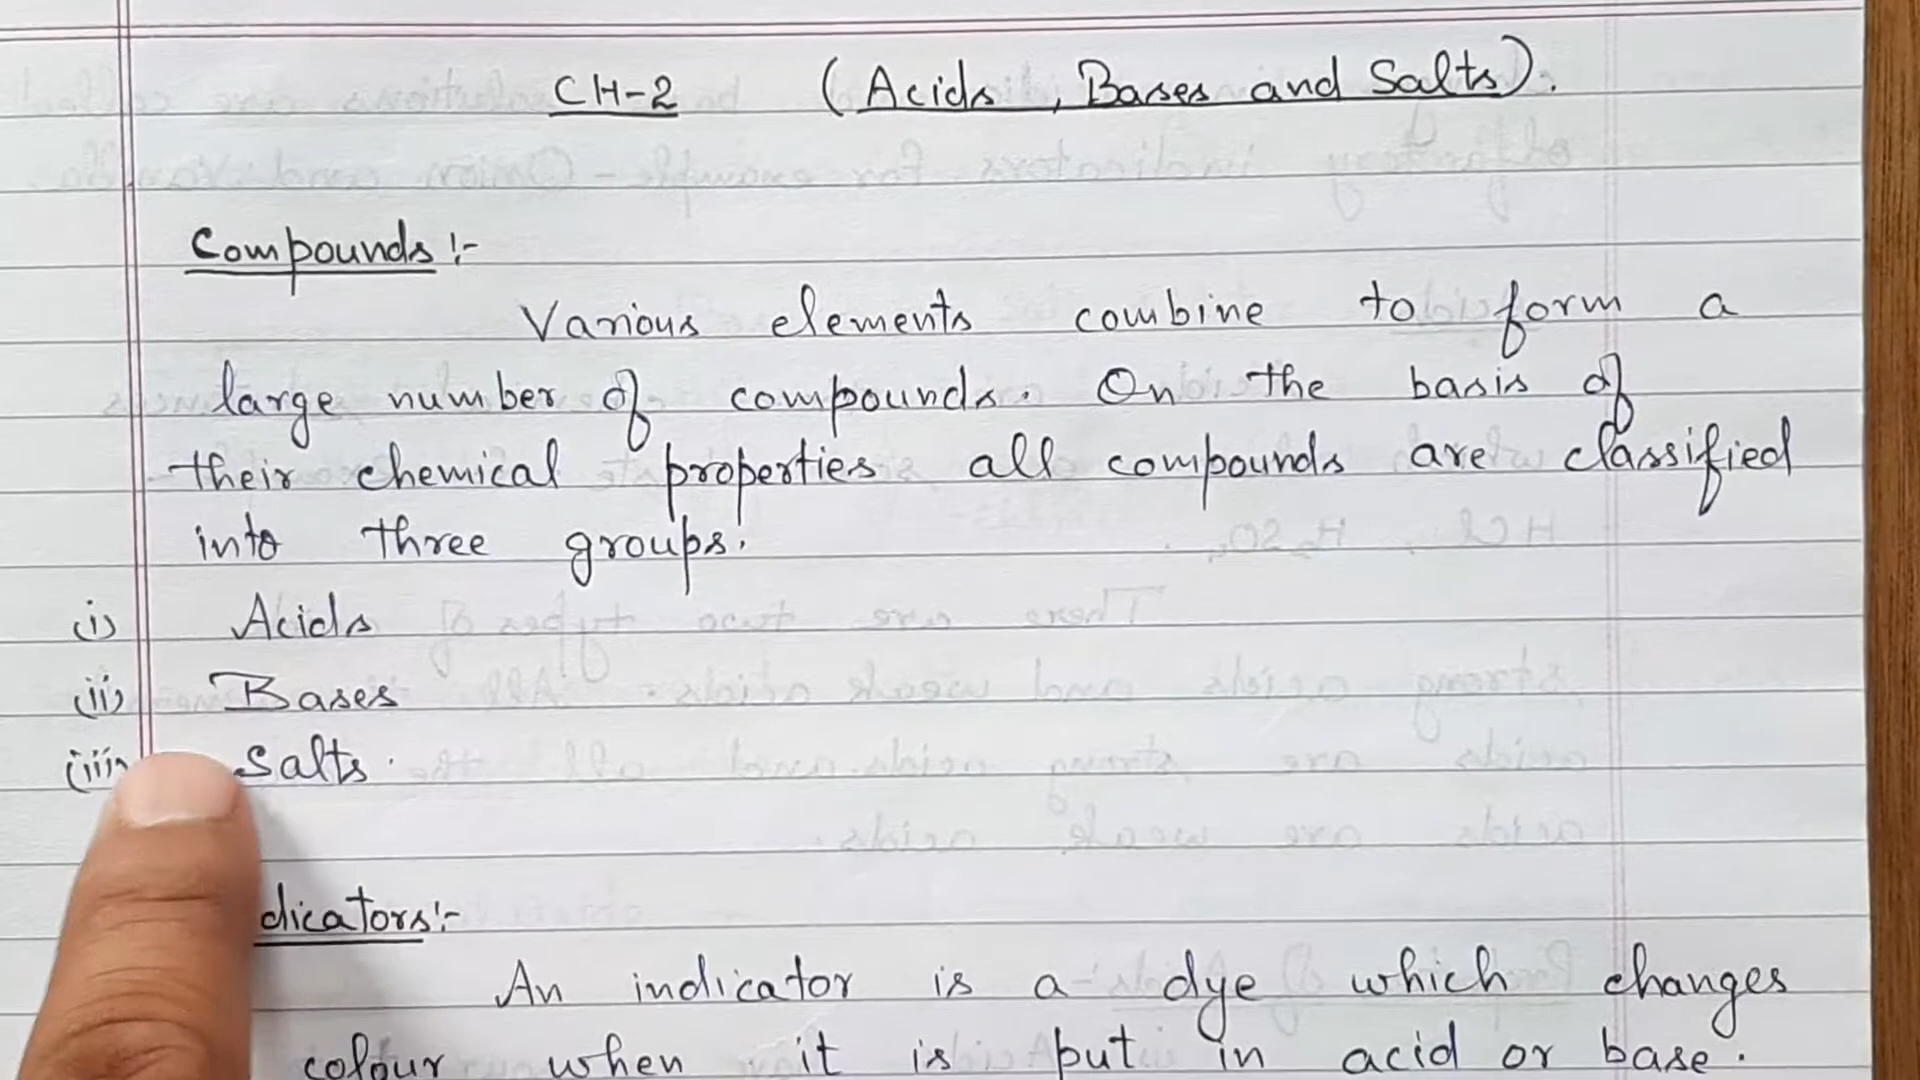 CH-2 (Acids, Bases and Salts).
Compounds :-
Various elements combine to form a
large number of compounds. On the basis of
their chemical properties all compounds are classified
into three groups.
(i) Acids
(ii) Bases
(iii) Salts.
dicators:-
An indicator is a dye which changes
colour when it is put in acid or base.